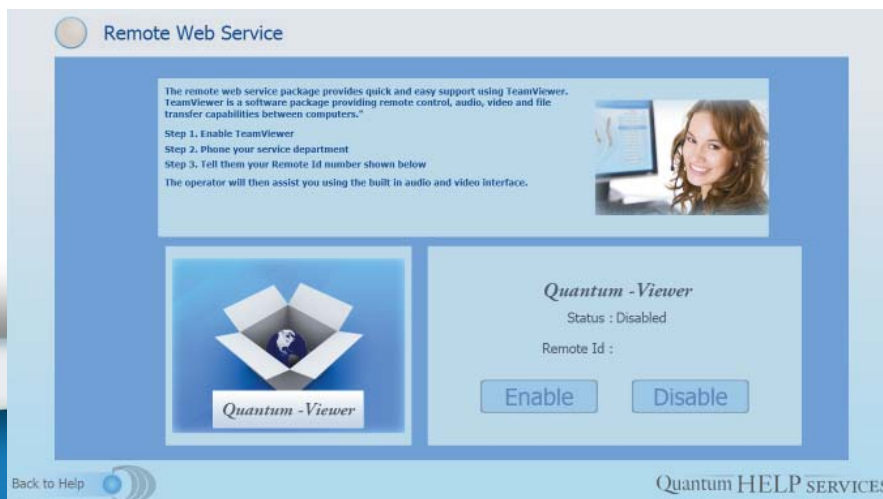 Remote Web Service
The remote web service package provides quick and easy support using TeamViewer.
TeamViewer is a software package providing remote control, audio, video and file
transfer capabilities between computers."
Step 1. Enable TeamViewer
Step 2. Phone your service department
Step 3. Tell them your Remote Id number shown below
The operator will then assist you using the built in audio and video interface.
Quantum -Viewer
Quantum -Viewer
Status : Disabled
Remote Id :
Enable Disable
Back to Help
Quantum HELP SERVICES